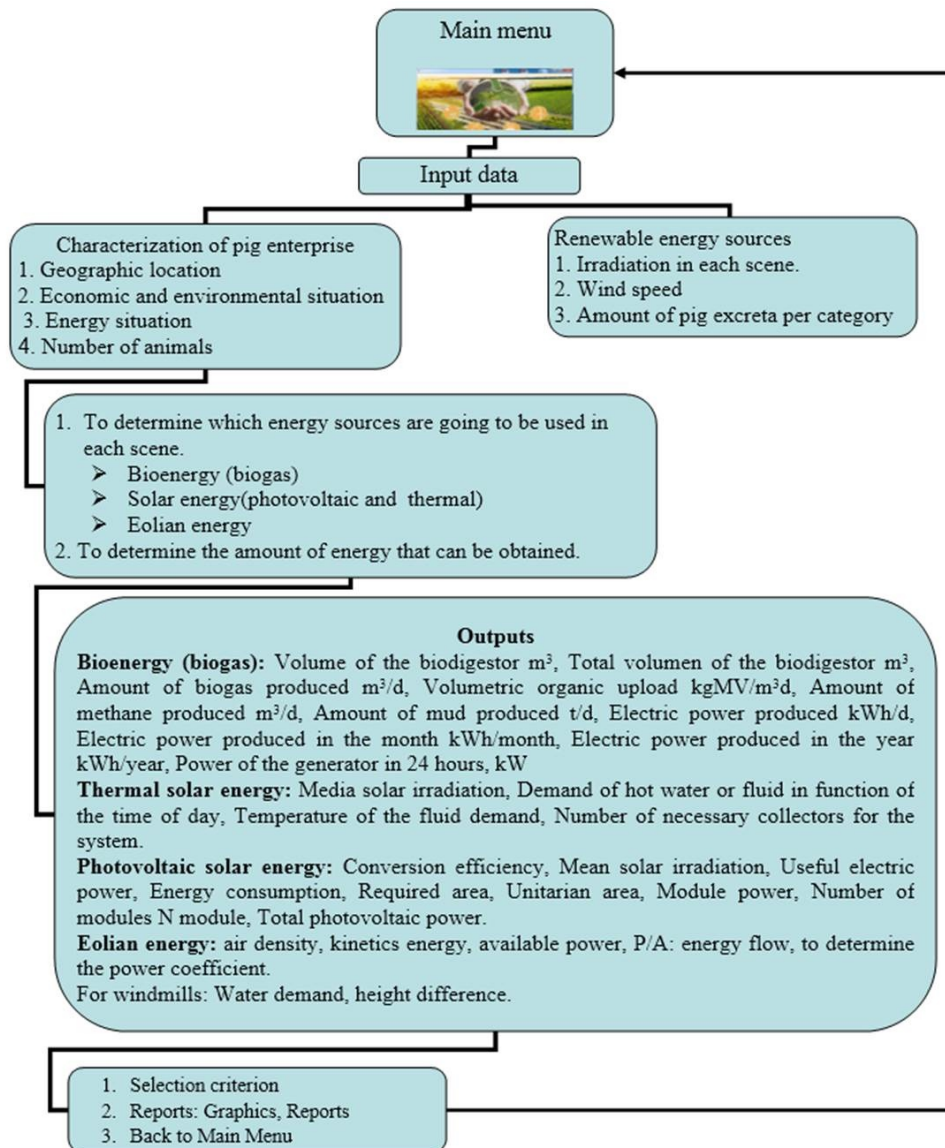 Main menu
Input data
Characterization of pig enterprise
1. Geographic location
2. Economic and environmental situation
3. Energy situation
4. Number of animals
Renewable energy sources
1. Irradiation in each scene.
2. Wind speed
3. Amount of pig excreta per category
1. To determine which energy sources are going to be used in
each scene.
➢ Bioenergy (biogas)
➢ Solar energy(photovoltaic and thermal)
➢ Eolian energy
2. To determine the amount of energy that can be obtained.
Outputs
Bioenergy (biogas): Volume of the biodigestor m³, Total volumen of the biodigestor m³,
Amount of biogas produced m³/d, Volumetric organic upload kgMV/m³d, Amount of
methane produced m³/d, Amount of mud produced t/d, Electric power produced kWh/d,
Electric power produced in the month kWh/month, Electric power produced in the year
kWh/year, Power of the generator in 24 hours, kW
Thermal solar energy: Media solar irradiation, Demand of hot water or fluid in function of
the time of day, Temperature of the fluid demand, Number of necessary collectors for the
system.
Photovoltaic solar energy: Conversion efficiency, Mean solar irradiation, Useful electric
power, Energy consumption, Required area, Unitarian area, Module power, Number of
modules N module, Total photovoltaic power.
Eolian energy: air density, kinetics energy, available power, P/A: energy flow, to determine
the power coefficient.
For windmills: Water demand, height difference.
1. Selection criterion
2. Reports: Graphics, Reports
3. Back to Main Menu